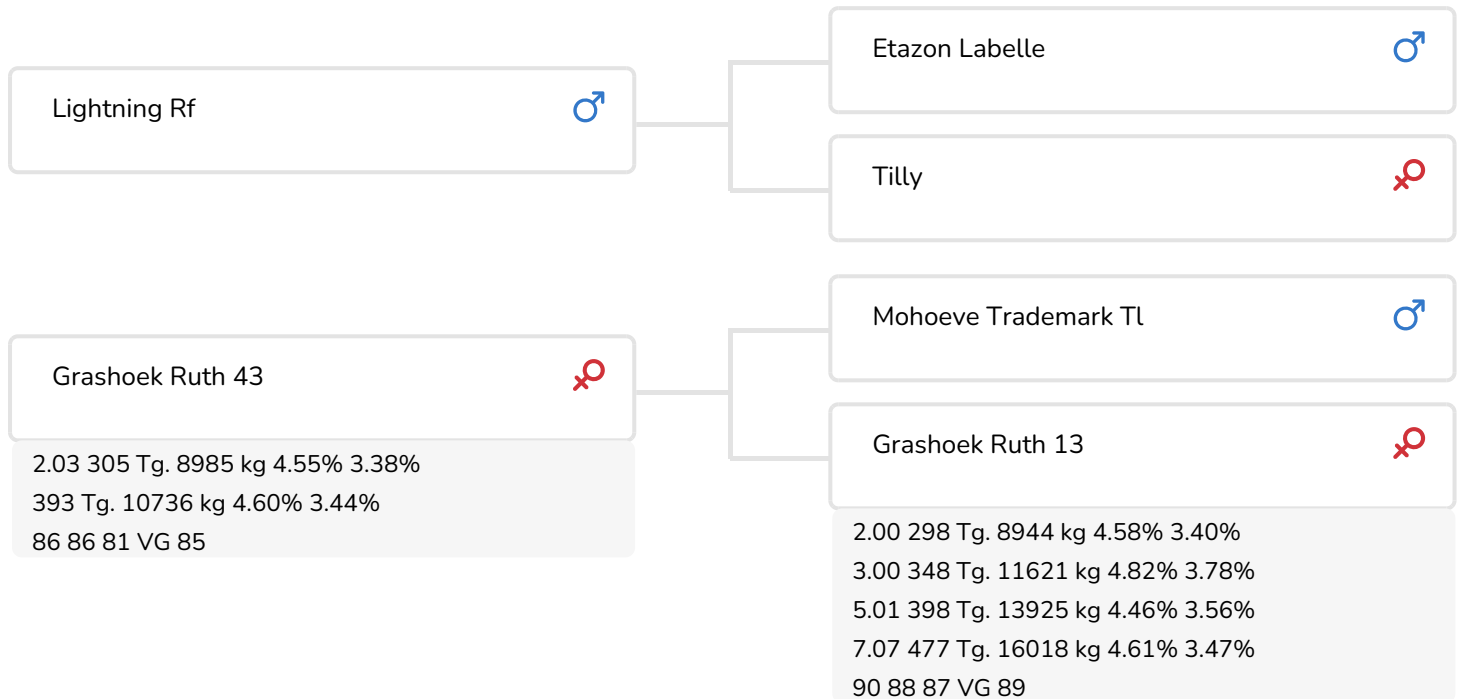 Lightning Rf
Grashoek Ruth 43
2.03 305 Tg. 8985 kg 4.55% 3.38%
393 Tg. 10736 kg 4.60% 3.44%
86 86 81 VG 85
Etazon Labelle
Tilly
Mohoeve Trademark Tl
Grashoek Ruth 13
2.00 298 Tg. 8944 kg 4.58% 3.40%
3.00 348 Tg. 11621 kg 4.82% 3.78%
5.01 398 Tg. 13925 kg 4.46% 3.56%
7.07 477 Tg. 16018 kg 4.61% 3.47%
90 88 87 VG 89